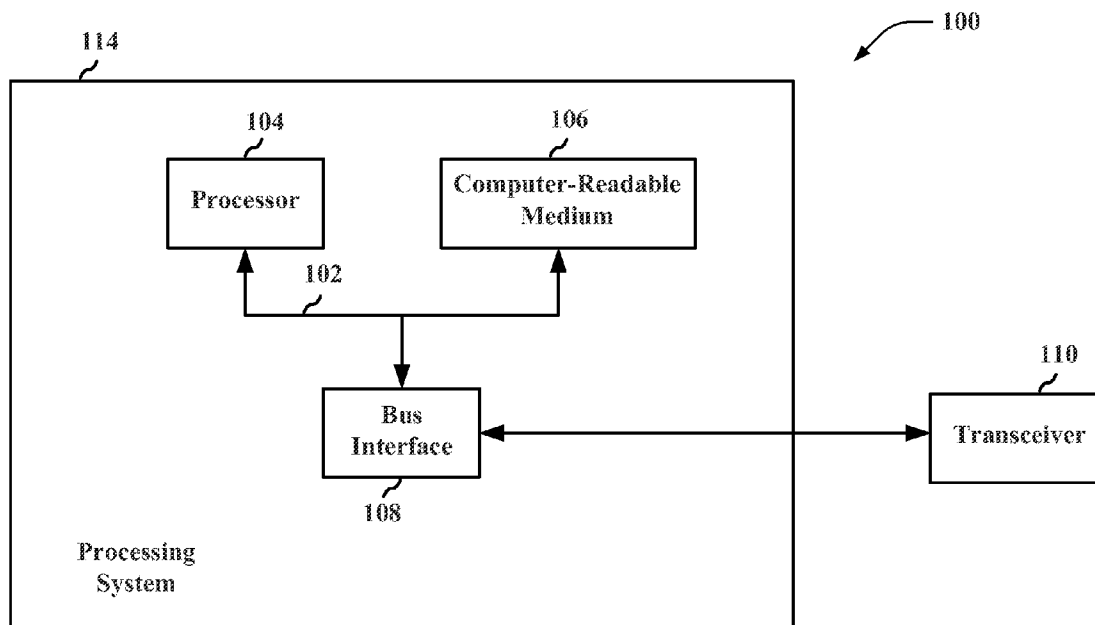 100
114
104
Processor
106
Computer-Readable
Medium
102
Bus
Interface
108
110
Transceiver
Processing
System